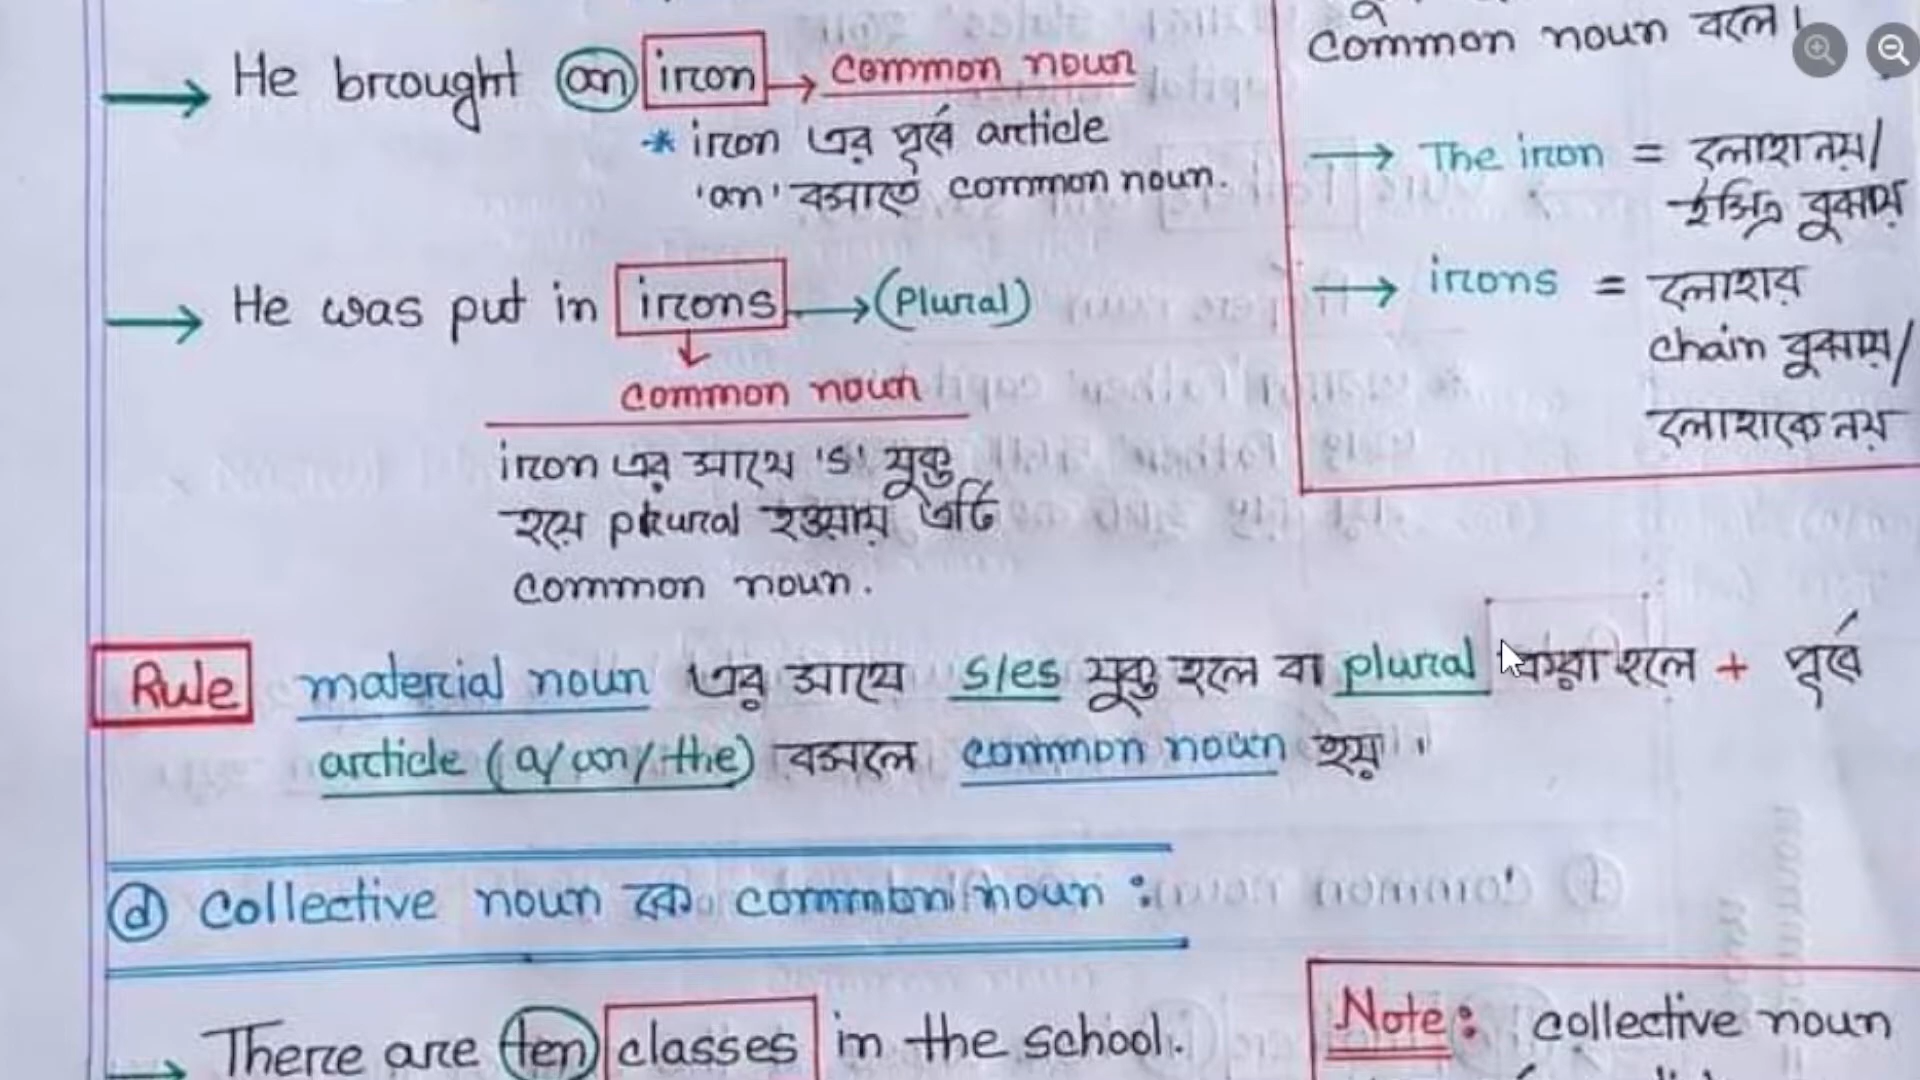 He brought an iron → common noun
* iron এর পূর্বে article
'an' বসাতে common noun.
He was put in irons → (Plural)
common noun
iron এর সাথে 's' যুক্ত
হয়ে plural হওয়ায় এটি
common noun.
common noun বলে।
→ The iron = লোহা নয়/
ইস্ত্রি বুঝায়
→ irons = লোহার
chain বুঝায়/
লোহাকে নয়
Rule material noun এর সাথে s/es যুক্ত হলে বা plural করা হলে + পূর্বে
article (a/an/the) বসলে common noun হয়।
d collective noun কে common noun :
→ There are ten classes in the school.
Note: collective noun